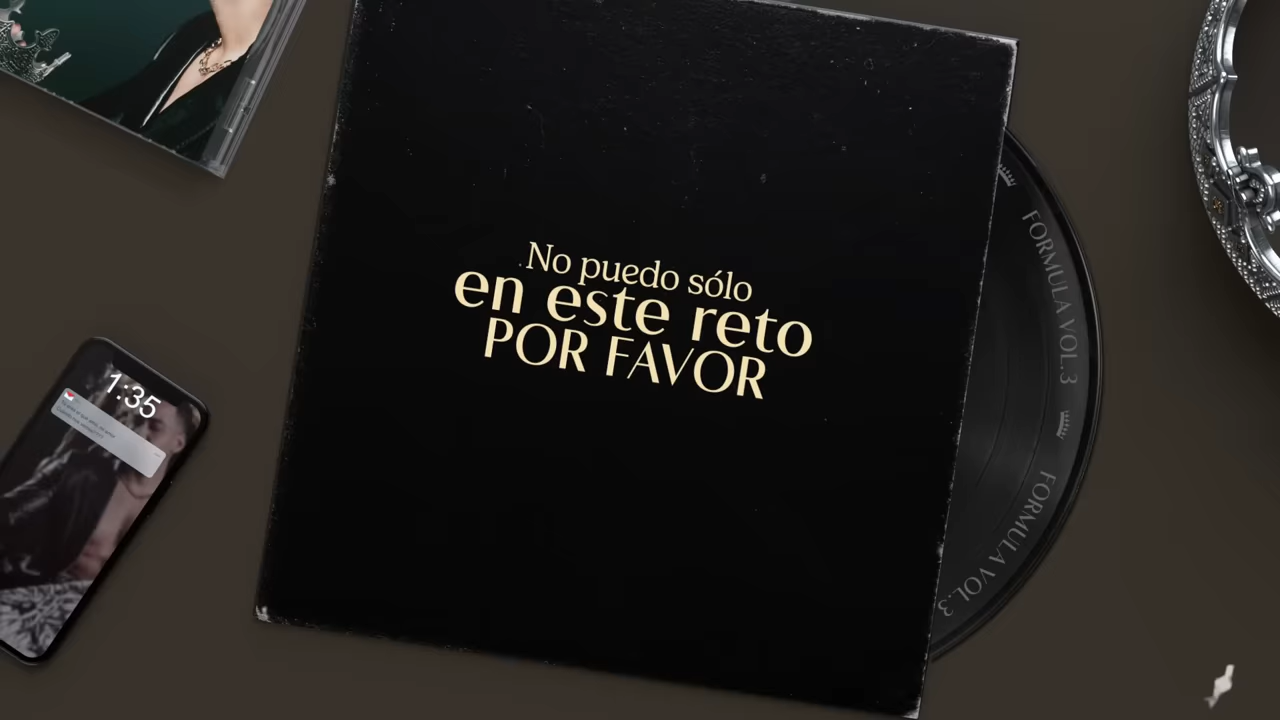 No puedo sólo
en este reto
POR FAVOR
FORMULA VOL.3
FORMULA VOL.3
1:35